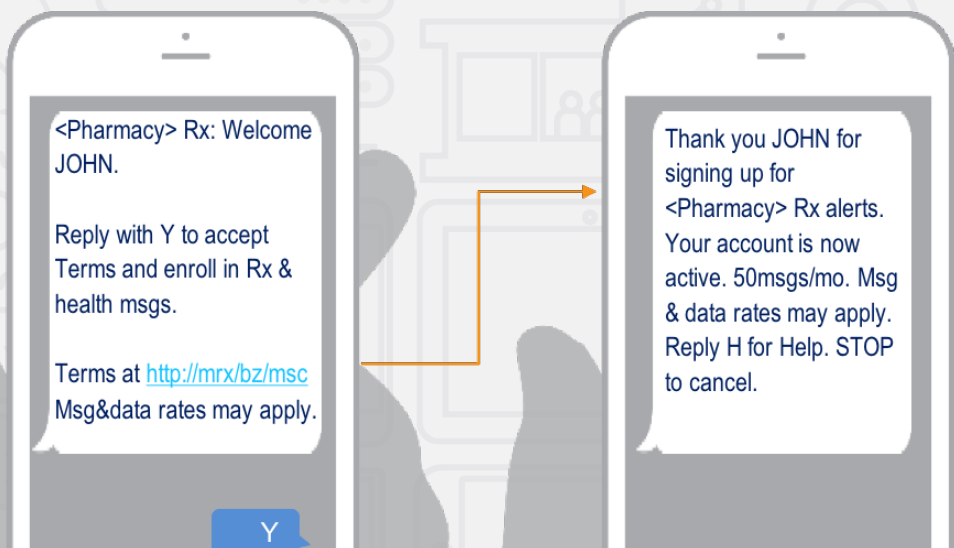 <Pharmacy> Rx: Welcome
JOHN.
Reply with Y to accept
Terms and enroll in Rx &
health msgs.
Terms at http://mrx/bz/msc
Msg&data rates may apply.
Y
Thank you JOHN for
signing up for
<Pharmacy> Rx alerts.
Your account is now
active. 50msgs/mo. Msg
& data rates may apply.
Reply H for Help. STOP
to cancel.